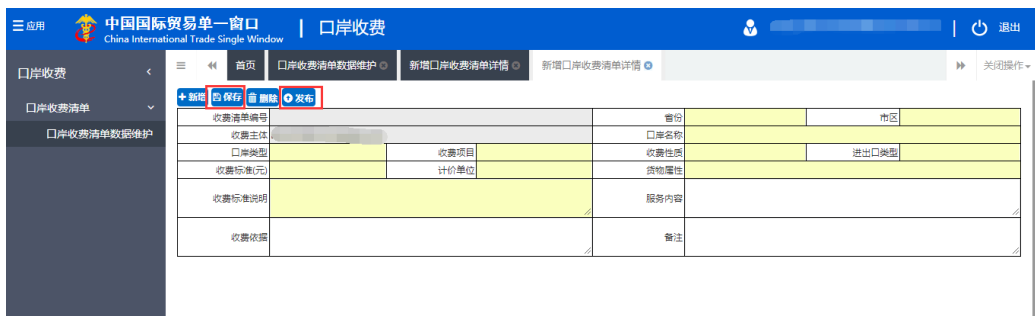 应用 中国国际贸易单一窗口 口岸收费 退出
China International Trade Single Window
口岸收费 首页 口岸收费清单数据维护 新增口岸收费清单详情 新增口岸收费清单详情 关闭操作
口岸收费清单 新增 保存 删除 发布
口岸收费清单数据维护
收费清单编号 省份 市区
收费主体 口岸名称
口岸类型 收费项目 收费性质 进出口类型
收费标准(元) 计价单位 货物属性
收费标准说明 服务内容
收费依据 备注